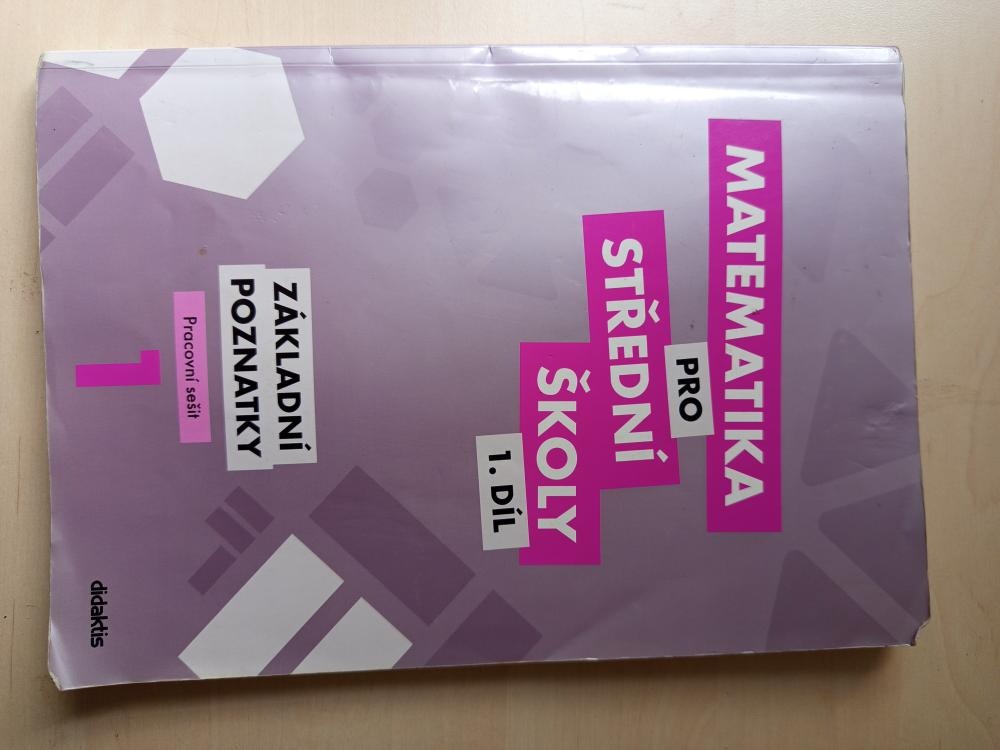 MATEMATIKA
PRO
STŘEDNÍ
ŠKOLY
1. DÍL
ZÁKLADNÍ
POZNATKY
Pracovní sešit
1
didaktis